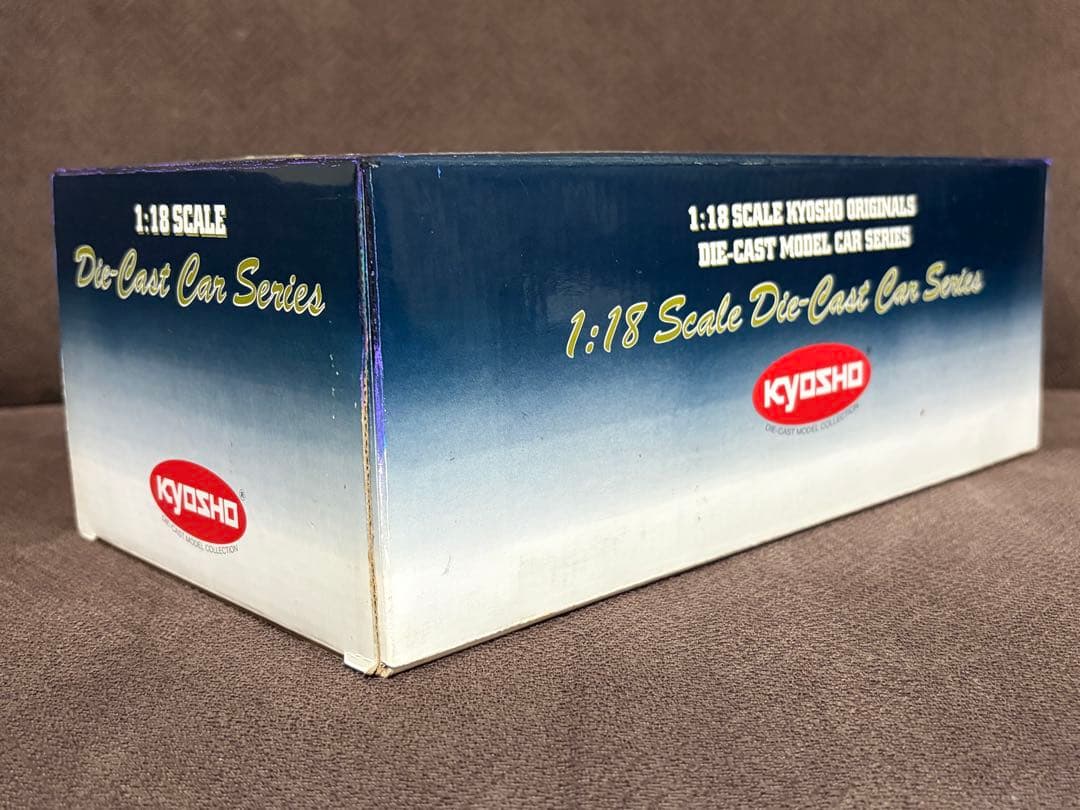 1:18 SCALE
Die-Cast Car Series
KYOSHO®
DIE-CAST MODEL COLLECTION
1:18 SCALE KYOSHO ORIGINALS
DIE-CAST MODEL CAR SERIES
1:18 Scale Die-Cast Car Series
KYOSHO®
DIE-CAST MODEL COLLECTION